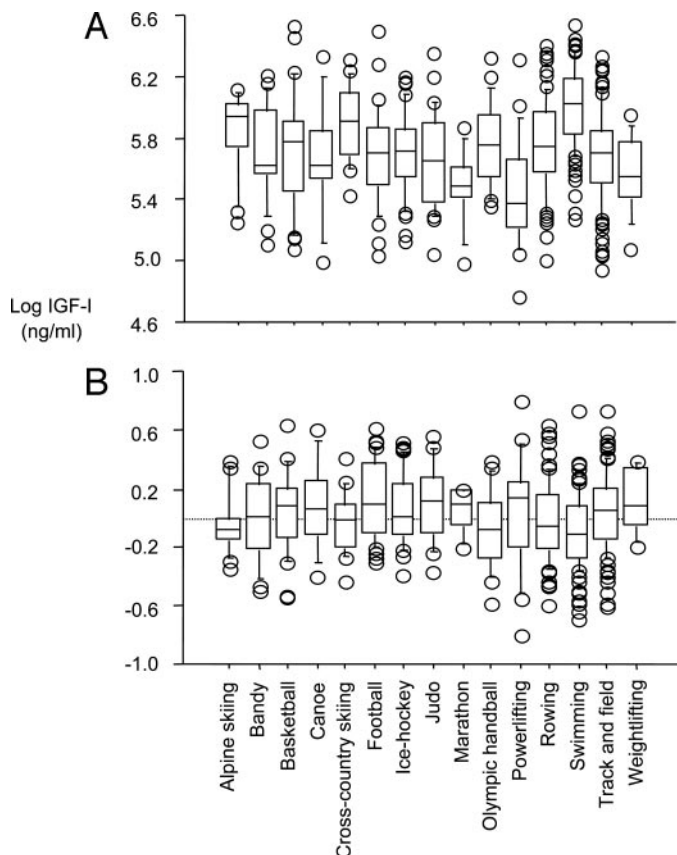 A
6.6
6.2
5.8
5.4
5.0
4.6
Log IGF-I
(ng/ml)
B
1.0
0.6
0.2
-0.2
-0.6
-1.0
Alpine skiing
Bandy
Basketball
Canoe
Cross-country skiing
Football
Ice-hockey
Judo
Marathon
Olympic handball
Powerlifting
Rowing
Swimming
Track and field
Weightlifting